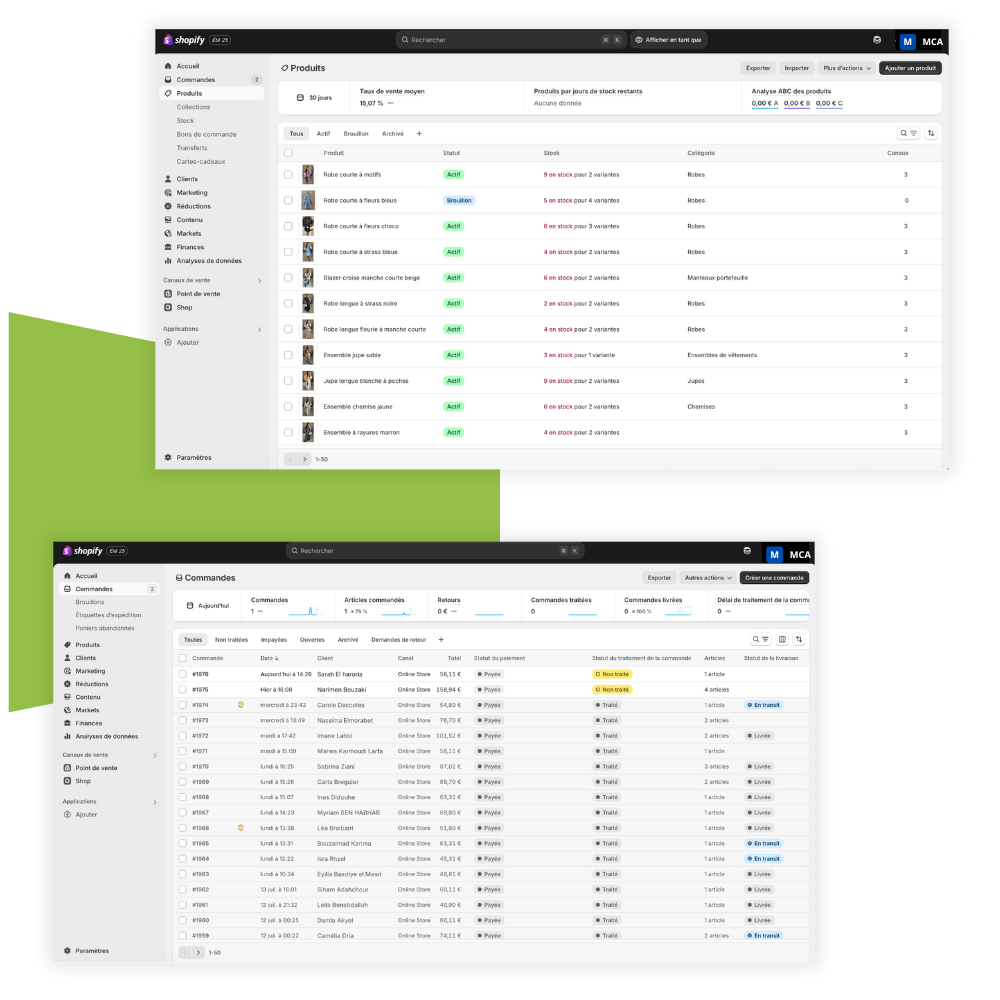 shopify Été 25 Rechercher ⌘ K Afficher en tant que M MCA
Accueil
Commandes 2
Produits
Collections
Stock
Bons de commande
Transferts
Cartes-cadeaux
Clients
Marketing
Réductions
Contenu
Markets
Finances
Analyses de données
Canaux de vente
Point de vente
Shop
Applications
Ajouter
Paramètres
Produits Exporter Importer Plus d'actions Ajouter un produit
30 jours
Taux de vente moyen
15,07 % —
Produits par jours de stock restants
Aucune donnée
Analyse ABC des produits
0,00 € A 0,00 € B 0,00 € C
Tous Actif Brouillon Archivé +
Produit Statut Stock Catégorie Canaux
Robe courte à motifs Actif 9 en stock pour 2 variantes Robes 3
Robe courte à fleurs bleue Brouillon 5 en stock pour 4 variantes Robes 0
Robe courte à fleurs choco Actif 6 en stock pour 3 variantes Robes 3
Robe courte à strass bleue Actif 4 en stock pour 2 variantes Robes 3
Blazer croisé manche courte beige Actif 6 en stock pour 2 variantes Manteaux portefeuille 3
Robe longue à strass noire Actif 2 en stock pour 2 variantes Robes 3
Robe longue fleurie à manche courte Actif 4 en stock pour 2 variantes Robes 3
Ensemble jupe sable Actif 3 en stock pour 1 variante Ensembles de vêtements 3
Jupe longue blanche à poches Actif 9 en stock pour 2 variantes Jupes 3
Ensemble chemise jaune Actif 6 en stock pour 2 variantes Chemises 3
Ensemble à rayures marron Actif 4 en stock pour 2 variantes 3
1-50
shopify Été 25 Rechercher ⌘ K M MCA
Accueil
Commandes 2
Brouillons
Étiquettes d'expédition
Paniers abandonnés
Produits
Clients
Marketing
Réductions
Contenu
Markets
Finances
Analyses de données
Canaux de vente
Point de vente
Shop
Applications
Ajouter
Paramètres
Commandes Exporter Autres actions Créer une commande
Aujourd'hui
Commandes
1 —
Articles commandés
1 ↗75 %
Retours
0 € —
Commandes traitées
0
Commandes livrées
0 ↗100 %
Délai de traitement de la comma
0 —
Toutes Non traitées Impayées Ouvertes Archivé Demandes de retour +
Commande Date ↓ Client Canal Total Statut du paiement Statut du traitement de la commande Articles Statut de la livraison
#1976 Aujourd'hui à 14:26 Sarah El haroria Online Store 56,11 € Payée Non traité 1 article
#1975 Hier à 18:08 Narimen Bouzaki Online Store 158,94 € Payée Non traité 4 articles
#1974 mercredi à 23:42 Carole Descotes Online Store 54,80 € Payée Traité 1 article En transit
#1973 mercredi à 19:49 Nassima Elmorabet Online Store 76,70 € Payée Traité 2 articles
#1972 mardi à 17:42 Imane Lahbi Online Store 101,52 € Payée Traité 2 articles Livrée
#1971 mardi à 15:09 Marwa Karmoudi Larfa Online Store 58,11 € Payée Traité 1 article
#1970 lundi à 16:25 Sabrina Ziani Online Store 87,02 € Payée Traité 3 articles Livrée
#1969 lundi à 15:26 Carla Breguier Online Store 89,70 € Payée Traité 2 articles Livrée
#1968 lundi à 15:07 Ines Didouhe Online Store 63,31 € Payée Traité 1 article Livrée
#1967 lundi à 14:23 Myriam BEN HABHAB Online Store 69,80 € Payée Traité 1 article Livrée
#1966 lundi à 13:38 Léa Braibant Online Store 51,80 € Payée Traité 1 article Livrée
#1965 lundi à 13:31 Bouzalmad Karima Online Store 63,31 € Payée Traité 1 article En transit
#1964 lundi à 12:22 Isra Rhzel Online Store 45,31 € Payée Traité 1 article En transit
#1963 lundi à 10:34 Eylla Baadiye el Masri Online Store 49,81 € Payée Traité 1 article Livrée
#1962 13 juil. à 16:01 Siham Adahchour Online Store 60,11 € Payée Traité 1 article Livrée
#1961 12 juil. à 21:32 Leila Benabdallah Online Store 40,90 € Payée Traité 1 article Livrée
#1960 12 juil. à 00:25 Damla Akyol Online Store 60,11 € Payée Traité 1 article Livrée
#1959 12 juil. à 00:22 Camélia Dria Online Store 74,11 € Payée Traité 2 articles En transit
1-50